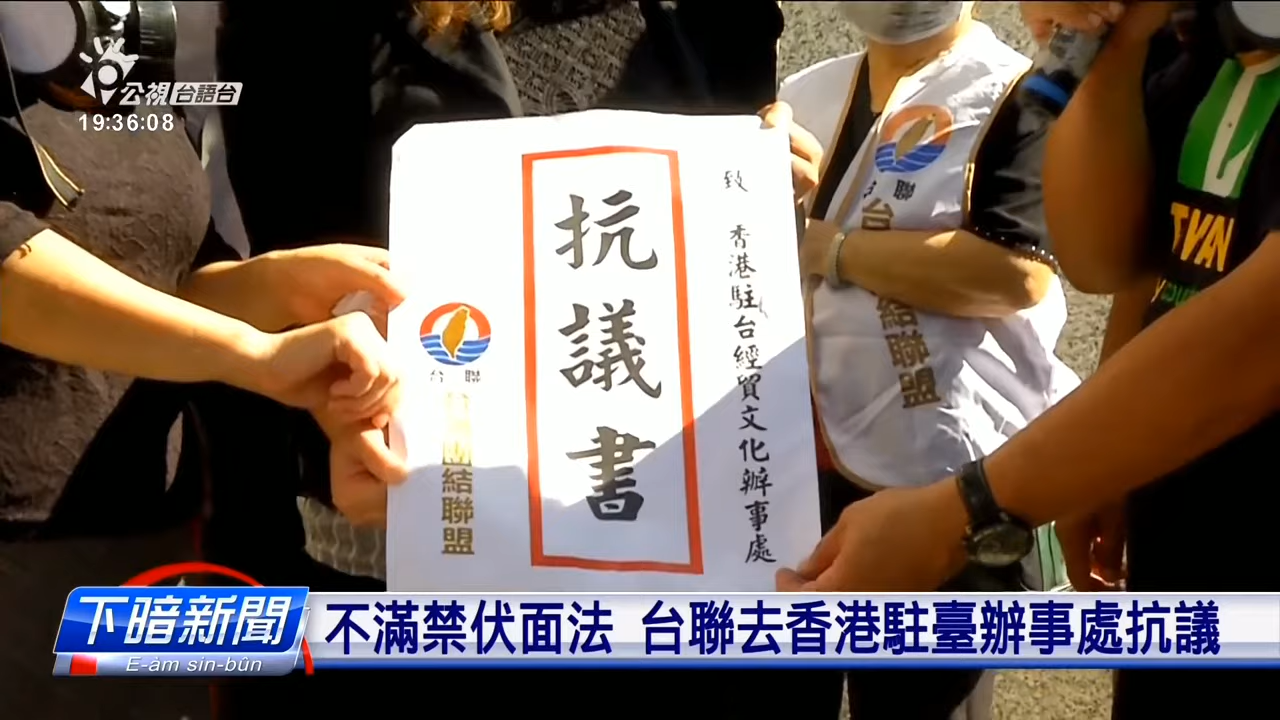 公視台語台
19:36:08
致 香港駐台經貿文化辦事處
抗議書
台聯
團結聯盟
台聯
台
結聯盟
TVAN
下暗新聞
E-àm sin-bûn
不滿禁伏面法 台聯去香港駐臺辦事處抗議